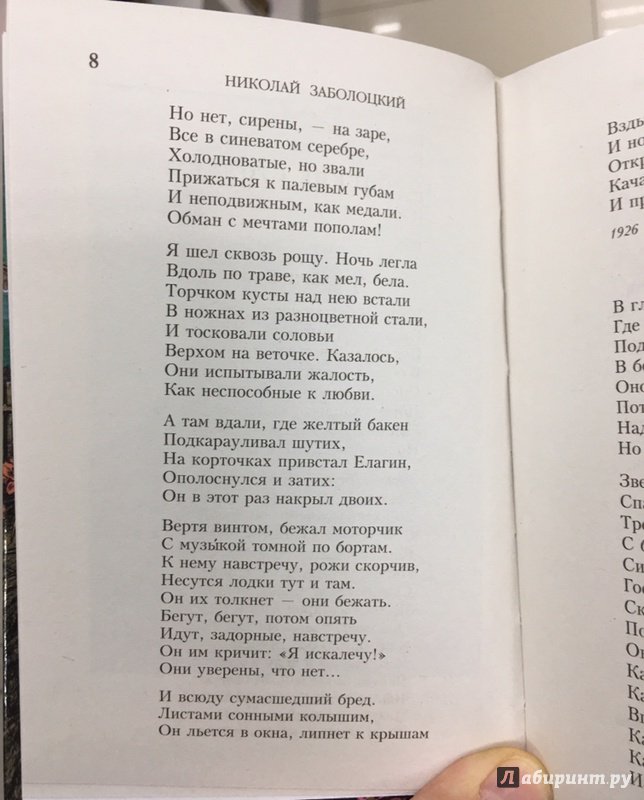 8
НИКОЛАЙ ЗАБОЛОЦКИЙ
Но нет, сирены, — на заре,
Все в синеватом серебре,
Холодноватые, но звали
Прижаться к палевым губам
И неподвижным, как медали.
Обман с мечтами пополам!
Я шел сквозь рощу. Ночь легла
Вдоль по траве, как мел, бела.
Торчком кусты над нею встали
В ножнах из разноцветной стали,
И тосковали соловьи
Верхом на веточке. Казалось,
Они испытывали жалость,
Как неспособные к любви.
А там вдали, где желтый бакен
Подкарауливал шутих,
На корточках привстал Елагин,
Ополоснулся и затих:
Он в этот раз накрыл двоих.
Вертя винтом, бежал моторчик
С музы́кой томной по бортам.
К нему навстречу, рожи скорчив,
Несутся лодки тут и там.
Он их толкнет — они бежать.
Бегут, бегут, потом опять
Идут, задорные, навстречу.
Он им кричит: «Я искалечу!»
Они уверены, что нет...
И всюду сумасшедший бред.
Листами сонными колышим,
Он льется в окна, липнет к крышам
И
И
1926
В
Где
В
Но
С
И
Лабиринт.ру